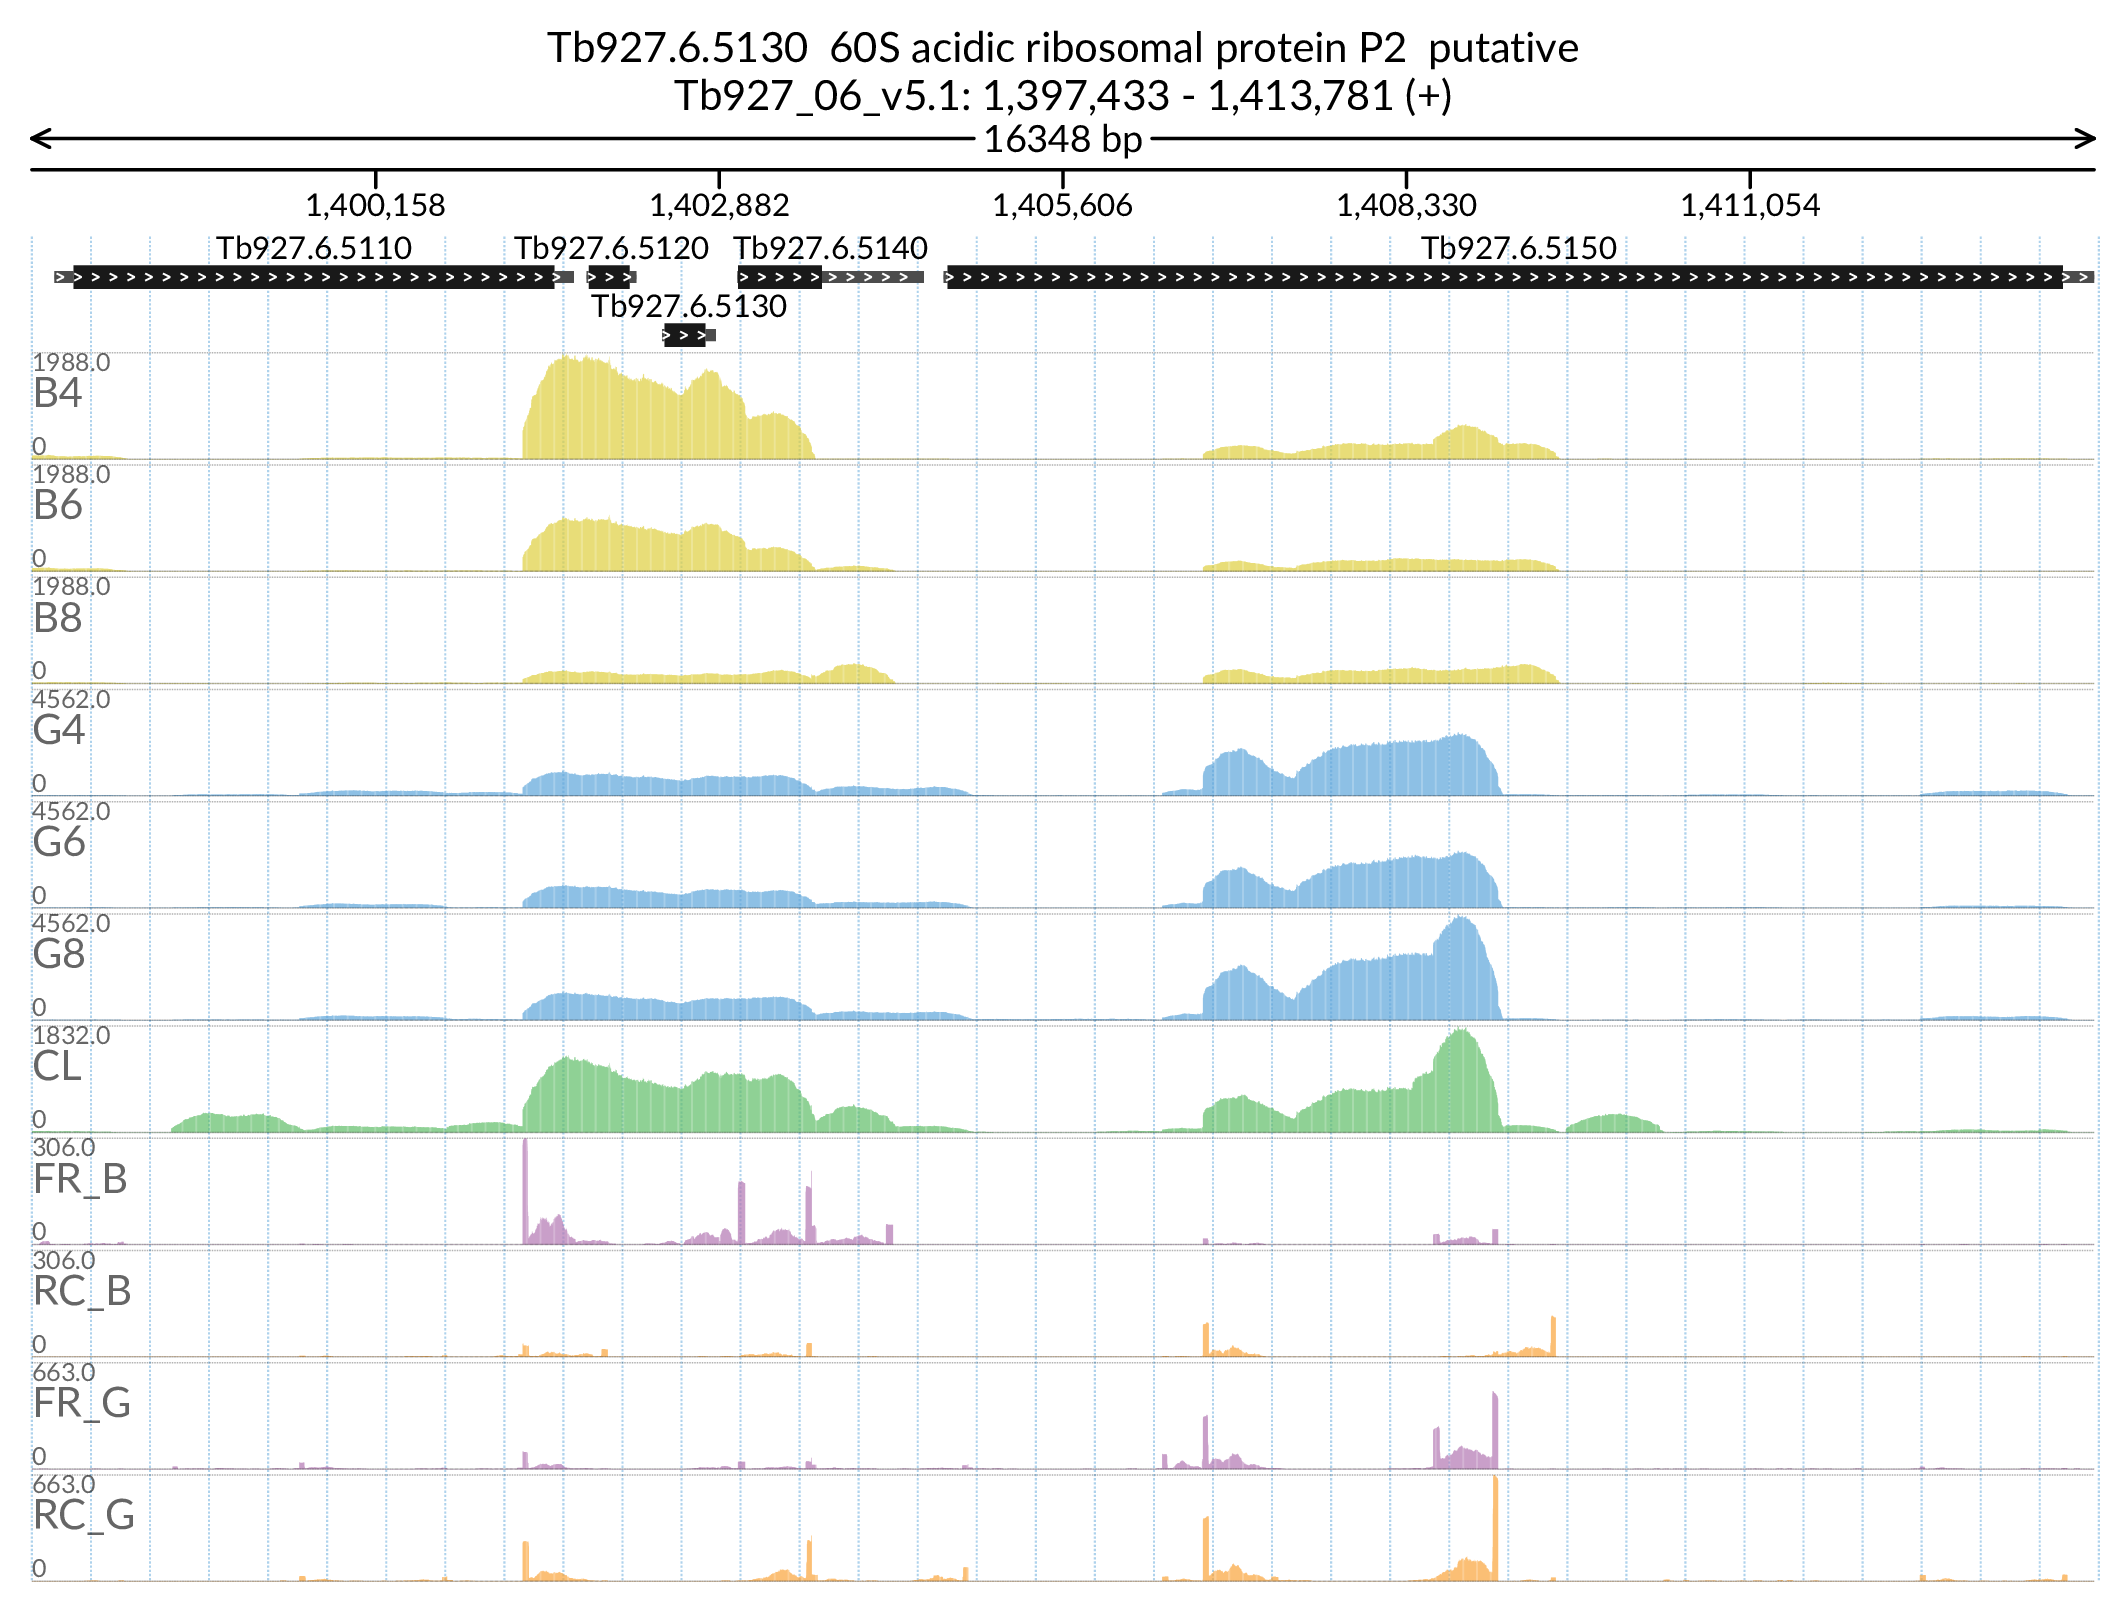 Tb927.6.5130 60S acidic ribosomal protein P2 putative
Tb927_06_v5.1: 1,397,433 - 1,413,781 (+)
16348 bp
1,400,158 1,402,882 1,405,606 1,408,330 1,411,054
Tb927.6.5110 Tb927.6.5120 Tb927.6.5140 Tb927.6.5150
Tb927.6.5130
1988.0
B4
0
1988.0
B6
0
1988.0
B8
0
4562.0
G4
0
4562.0
G6
0
4562.0
G8
0
1832.0
CL
0
306.0
FR_B
0
306.0
RC_B
0
663.0
FR_G
0
663.0
RC_G
0